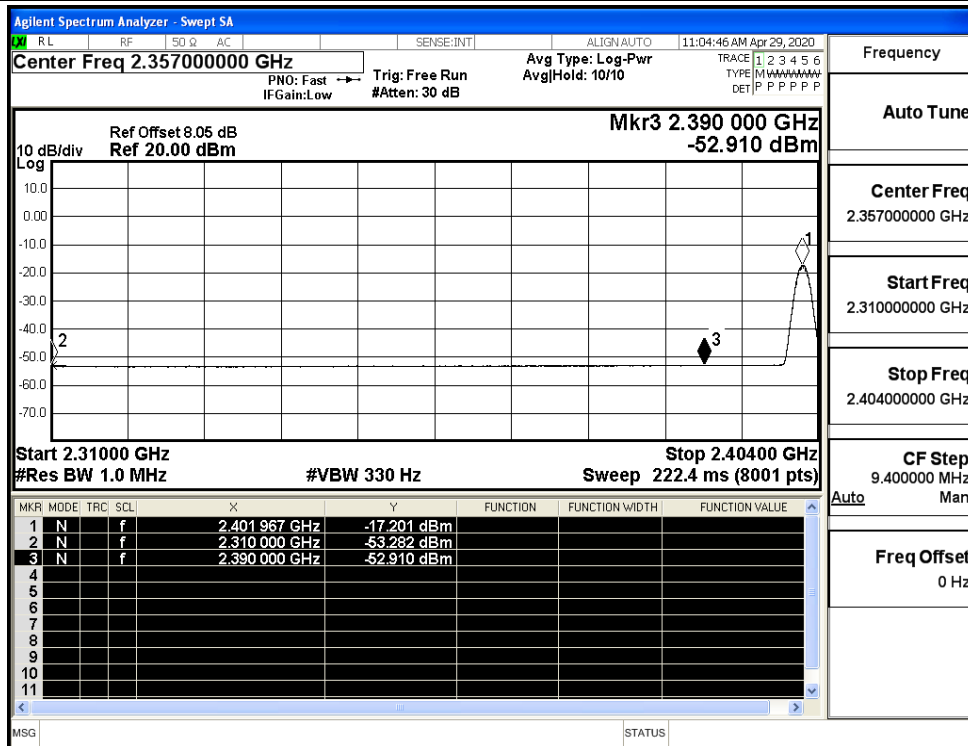 Agilent Spectrum Analyzer - Swept SA
LXI RL RF 50 Ω AC SENSE:INT ALIGN AUTO 11:04:46 AM Apr 29, 2020
Center Freq 2.357000000 GHz
PNO: Fast
IFGain:Low
Trig: Free Run
#Atten: 30 dB
Avg Type: Log-Pwr
Avg|Hold: 10/10
TRACE 1 2 3 4 5 6
TYPE M WWWWW
DET P P P P P P
Ref Offset 8.05 dB
10 dB/div Ref 20.00 dBm
Log
Mkr3 2.390 000 GHz
-52.910 dBm
10.0
0.00
-10.0
-20.0
-30.0
-40.0
-50.0
-60.0
-70.0
1
2
3
Start 2.31000 GHz Stop 2.40400 GHz
#Res BW 1.0 MHz #VBW 330 Hz Sweep 222.4 ms (8001 pts)
MKR MODE TRC SCL X Y FUNCTION FUNCTION WIDTH FUNCTION VALUE
1 N f 2.401 967 GHz -17.201 dBm
2 N f 2.310 000 GHz -53.282 dBm
3 N f 2.390 000 GHz -52.910 dBm
4
5
6
7
8
9
10
11
MSG STATUS
Frequency
Auto Tune
Center Freq
2.357000000 GHz
Start Freq
2.310000000 GHz
Stop Freq
2.404000000 GHz
CF Step
9.400000 MHz
Auto Man
Freq Offset
0 Hz